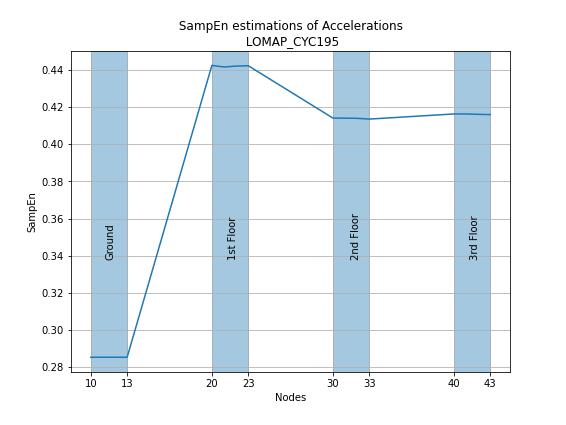 SampEn estimations of Accelerations
LOMAP_CYC195
0.44
0.42
0.40
0.38
0.36
0.34
0.32
0.30
0.28
SampEn
Ground
1st Floor
2nd Floor
3rd Floor
10 13 20 23 30 33 40 43
Nodes